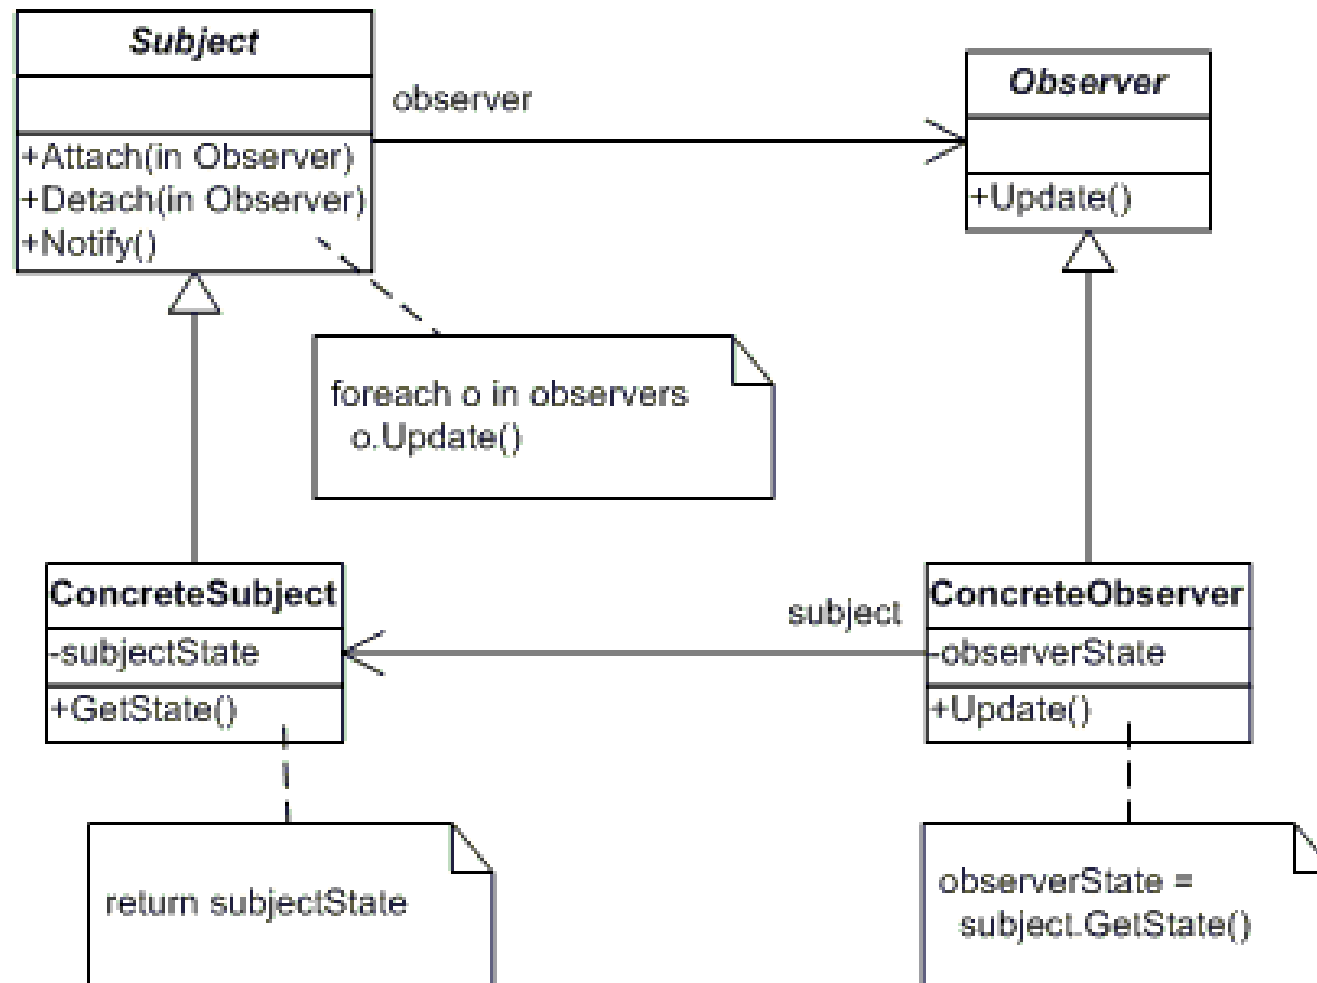 Subject
+Attach(in Observer)
+Detach(in Observer)
+Notify()
observer
Observer
+Update()
foreach o in observers
o.Update()
ConcreteSubject
-subjectState
+GetState()
subject
ConcreteObserver
-observerState
+Update()
return subjectState
observerState =
subject.GetState()